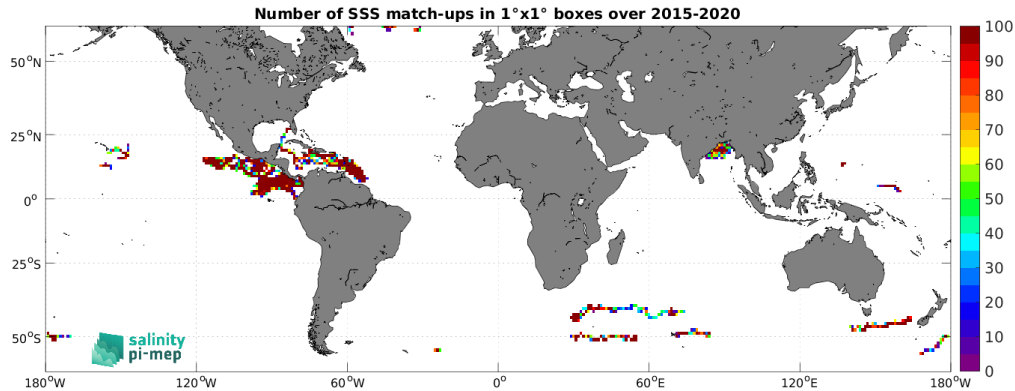 Number of SSS match-ups in 1°x1° boxes over 2015-2020
50°N
25°N
0°
25°S
50°S
180°W 120°W 60°W 0° 60°E 120°E 180°W
100
90
80
70
60
50
40
30
20
10
0
salinity
pi-mep